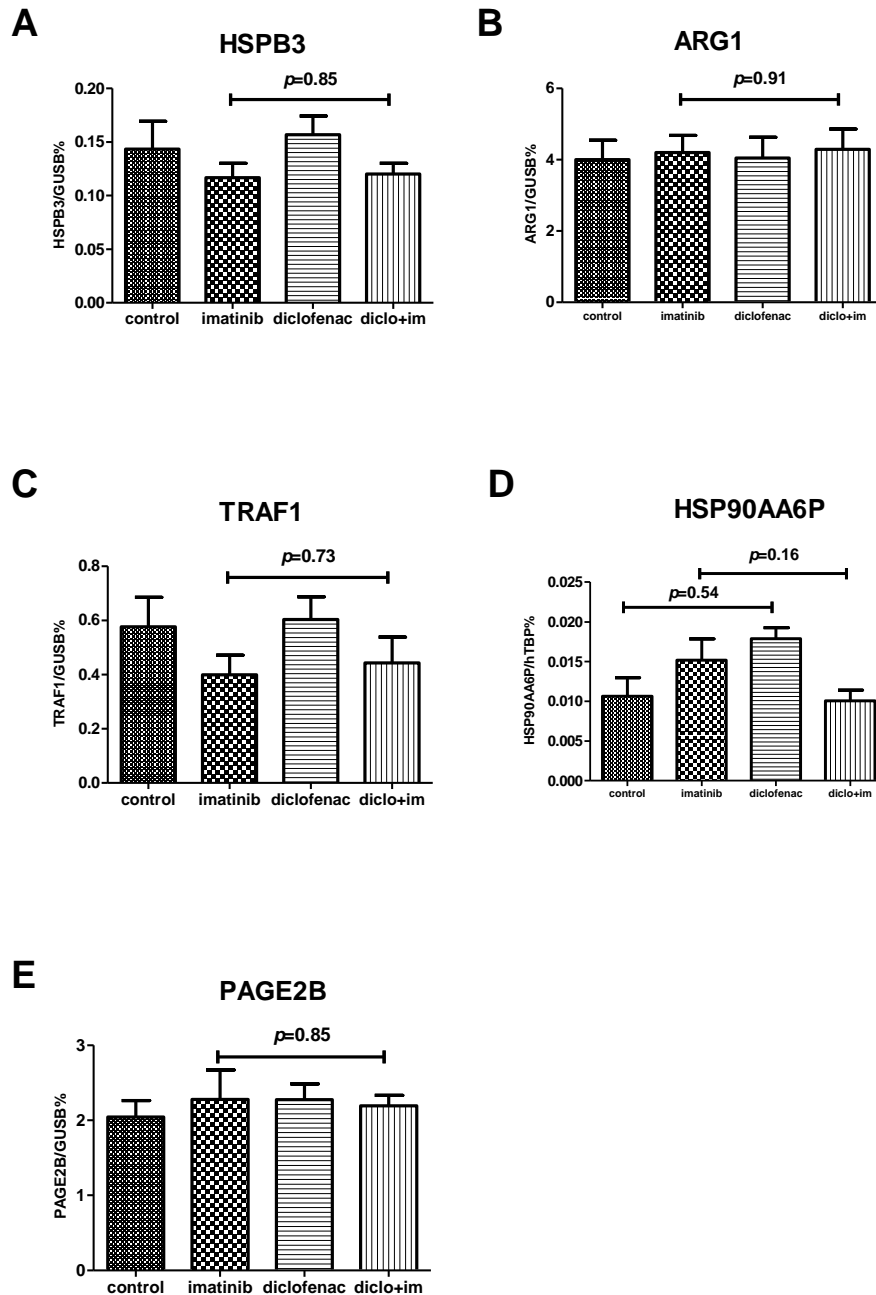 A
HSPB3
p=0.85
HSPB3/GUSB%
0.20
0.15
0.10
0.05
0.00
control imatinib diclofenac diclo+im
B
ARG1
p=0.91
ARG1/GUSB%
6
4
2
0
control imatinib diclofenac diclo+im
C
TRAF1
p=0.73
TRAF1/GUSB%
0.8
0.6
0.4
0.2
0.0
control imatinib diclofenac diclo+im
D
HSP90AA6P
p=0.16
p=0.54
HSP90AA6P/hTBP%
0.025
0.020
0.015
0.010
0.005
0.000
control imatinib diclofenac diclo+im
E
PAGE2B
p=0.85
PAGE2B/GUSB%
3
2
1
0
control imatinib diclofenac diclo+im